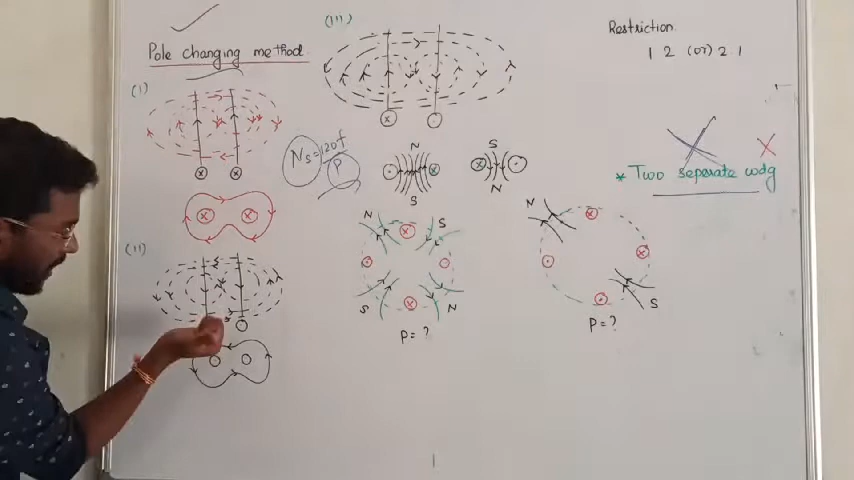 Pole changing method
(I)
(III)
Restriction
1 2 (or) 2 1
Ns = 120f
P
N
S
S
N
* Two separate wdg
(II)
N
S
S
N
P = ?
N
S
P = ?